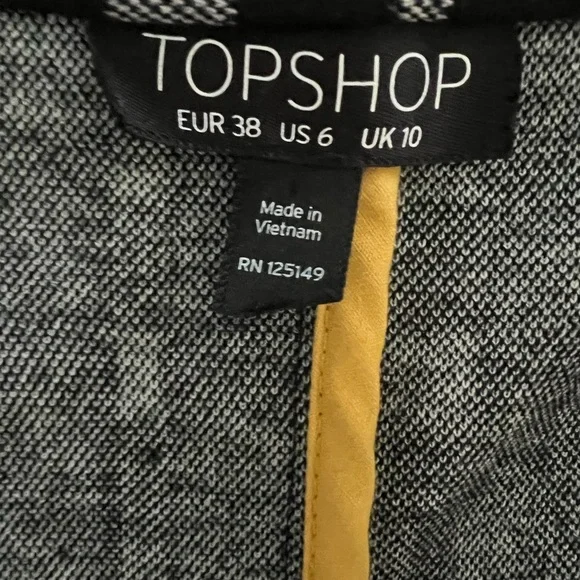 TOPSHOP
EUR 38 US 6 UK 10
Made in
Vietnam
RN 125149